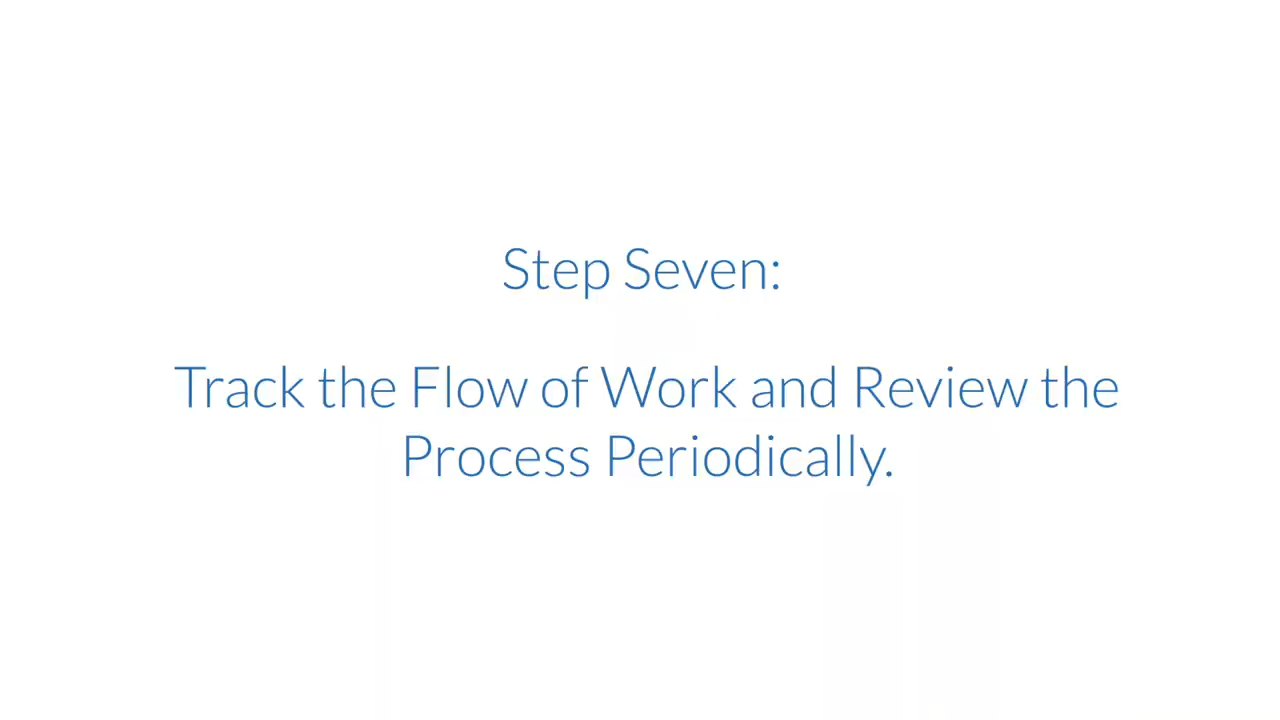 Step Seven:
Track the Flow of Work and Review the
Process Periodically.